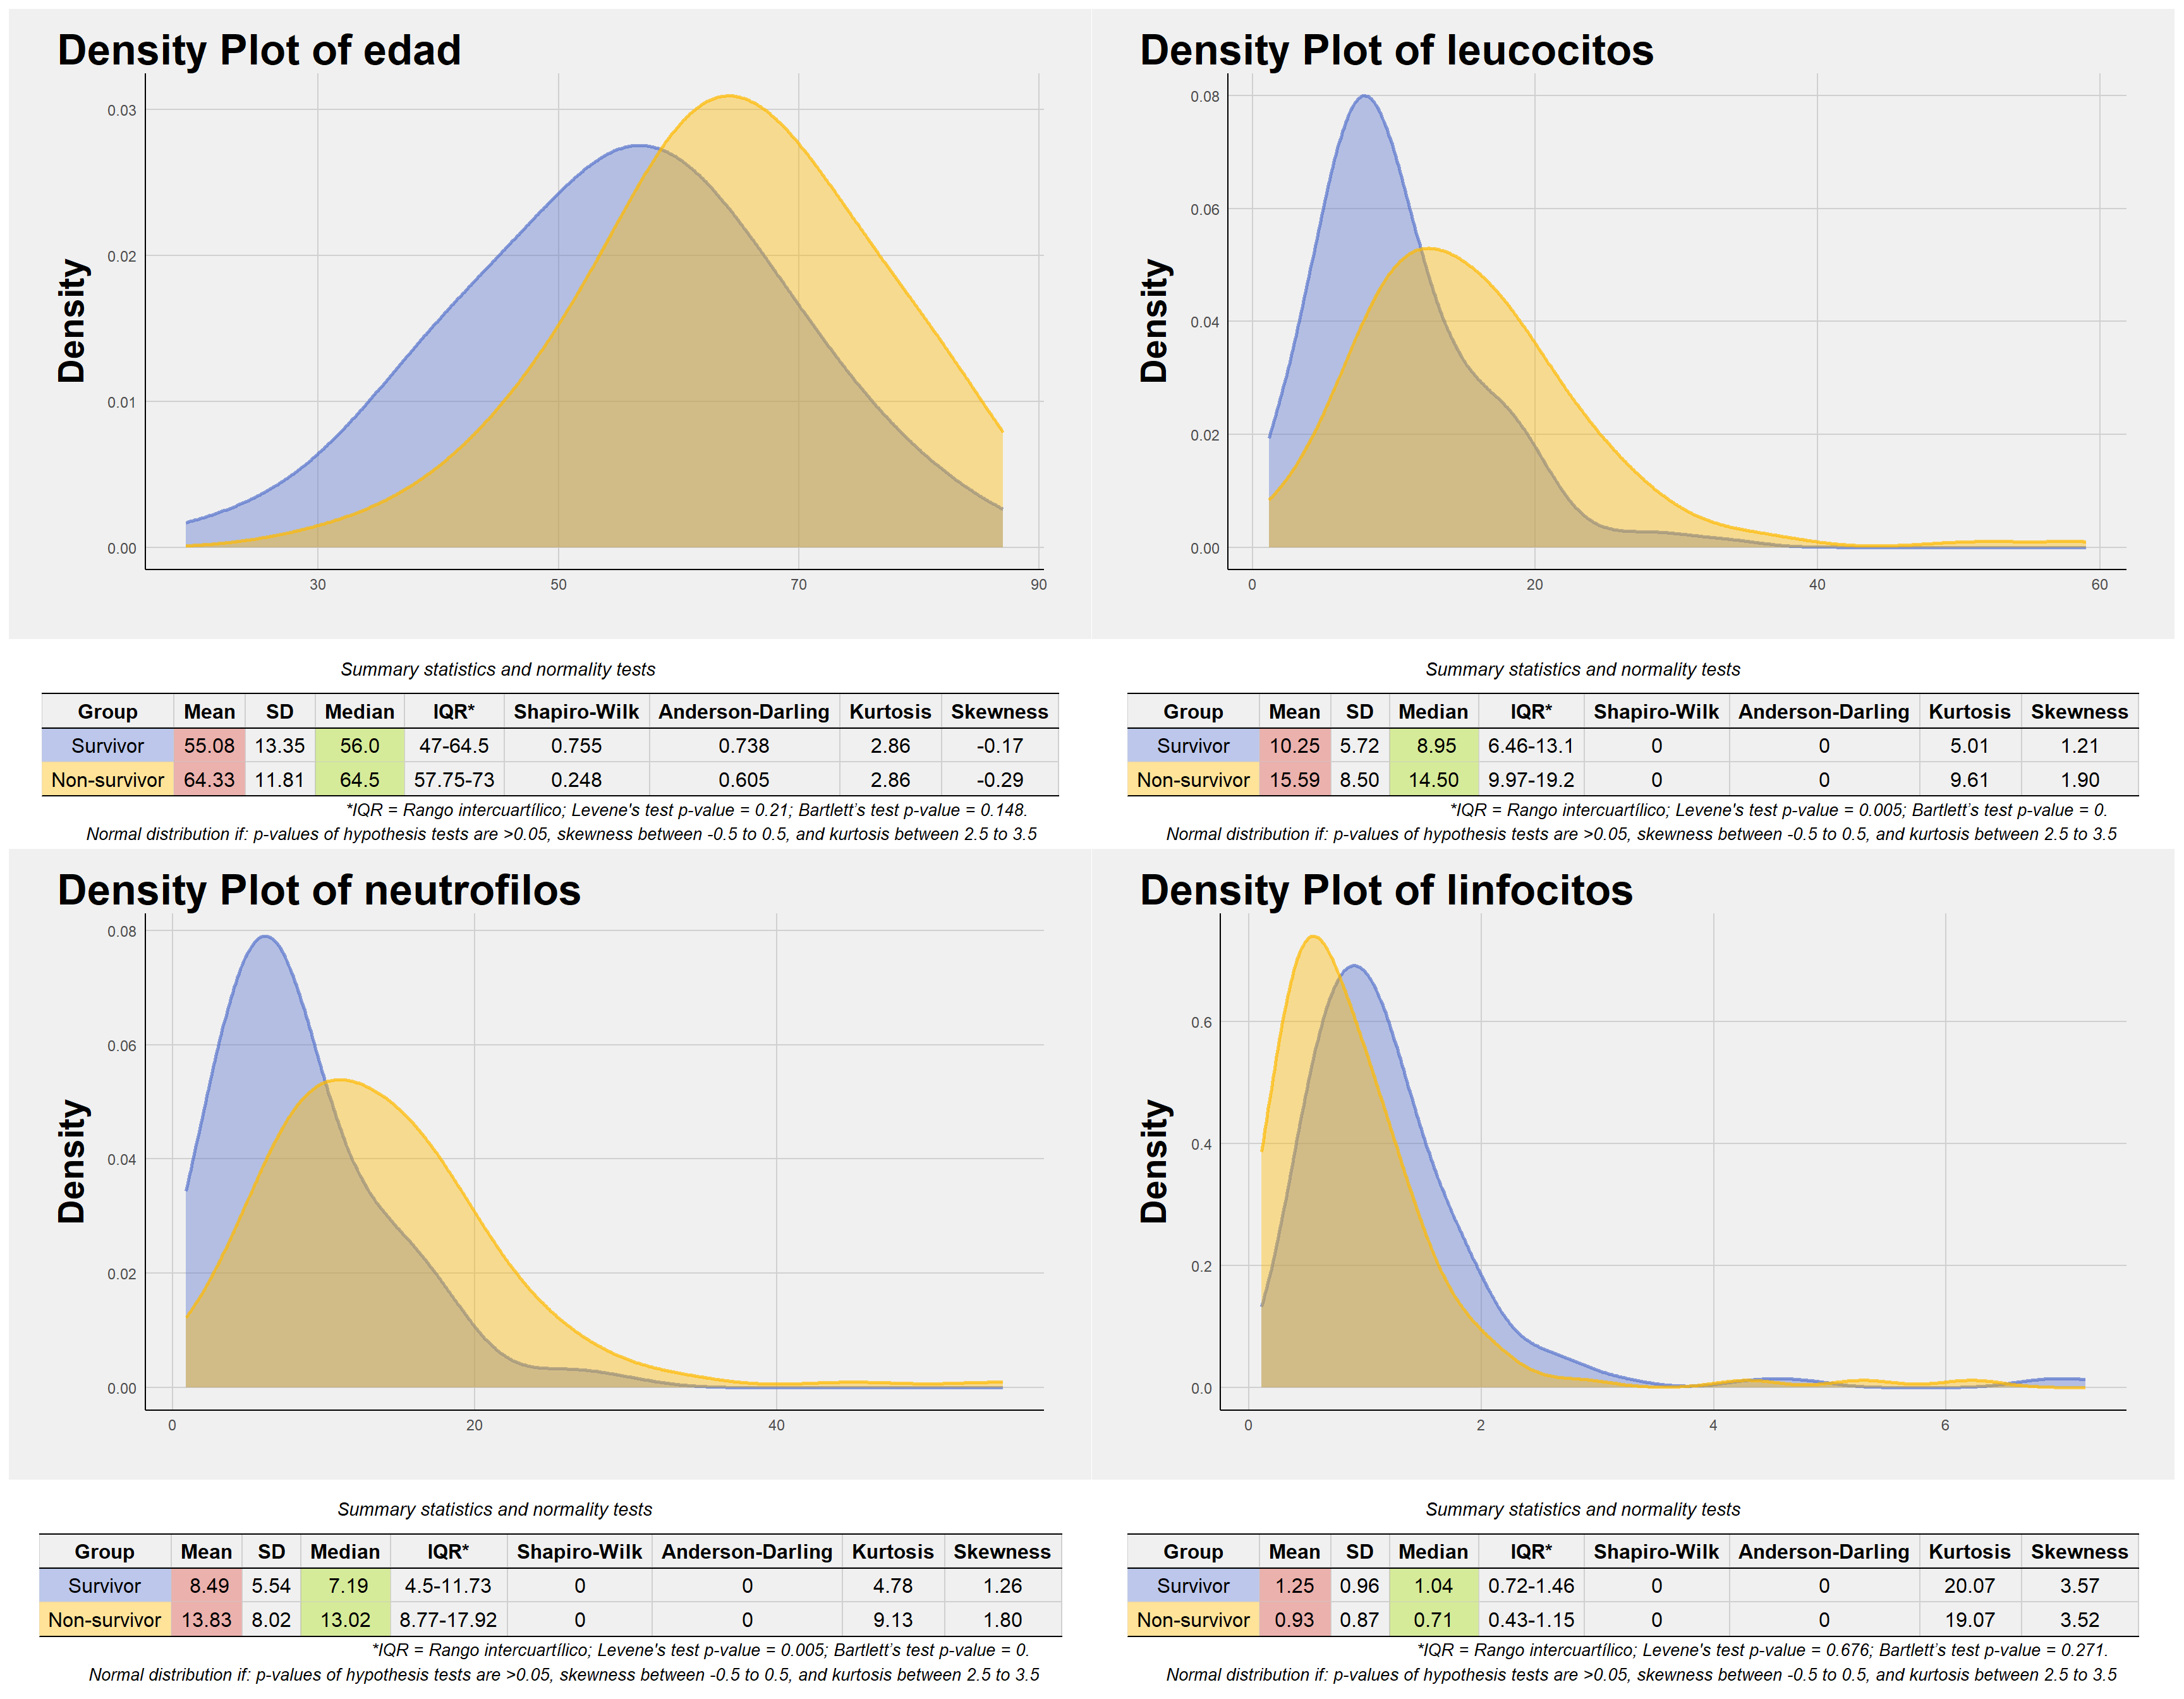 Density Plot of edad
Density
0.03
0.02
0.01
0.00
30 50 70 90
Summary statistics and normality tests
Group Mean SD Median IQR* Shapiro-Wilk Anderson-Darling Kurtosis Skewness
Survivor 55.08 13.35 56.0 47-64.5 0.755 0.738 2.86 -0.17
Non-survivor 64.33 11.81 64.5 57.75-73 0.248 0.605 2.86 -0.29
*IQR = Rango intercuartílico; Levene's test p-value = 0.21; Bartlett's test p-value = 0.148.
Normal distribution if: p-values of hypothesis tests are >0.05, skewness between -0.5 to 0.5, and kurtosis between 2.5 to 3.5
Density Plot of leucocitos
Density
0.08
0.06
0.04
0.02
0.00
0 20 40 60
Summary statistics and normality tests
Group Mean SD Median IQR* Shapiro-Wilk Anderson-Darling Kurtosis Skewness
Survivor 10.25 5.72 8.95 6.46-13.1 0 0 5.01 1.21
Non-survivor 15.59 8.50 14.50 9.97-19.2 0 0 9.61 1.90
*IQR = Rango intercuartílico; Levene's test p-value = 0.005; Bartlett's test p-value = 0.
Normal distribution if: p-values of hypothesis tests are >0.05, skewness between -0.5 to 0.5, and kurtosis between 2.5 to 3.5
Density Plot of neutrofilos
Density
0.08
0.06
0.04
0.02
0.00
0 20 40
Summary statistics and normality tests
Group Mean SD Median IQR* Shapiro-Wilk Anderson-Darling Kurtosis Skewness
Survivor 8.49 5.54 7.19 4.5-11.73 0 0 4.78 1.26
Non-survivor 13.83 8.02 13.02 8.77-17.92 0 0 9.13 1.80
*IQR = Rango intercuartílico; Levene's test p-value = 0.005; Bartlett's test p-value = 0.
Normal distribution if: p-values of hypothesis tests are >0.05, skewness between -0.5 to 0.5, and kurtosis between 2.5 to 3.5
Density Plot of linfocitos
Density
0.6
0.4
0.2
0.0
0 2 4 6
Summary statistics and normality tests
Group Mean SD Median IQR* Shapiro-Wilk Anderson-Darling Kurtosis Skewness
Survivor 1.25 0.96 1.04 0.72-1.46 0 0 20.07 3.57
Non-survivor 0.93 0.87 0.71 0.43-1.15 0 0 19.07 3.52
*IQR = Rango intercuartílico; Levene's test p-value = 0.676; Bartlett's test p-value = 0.271.
Normal distribution if: p-values of hypothesis tests are >0.05, skewness between -0.5 to 0.5, and kurtosis between 2.5 to 3.5